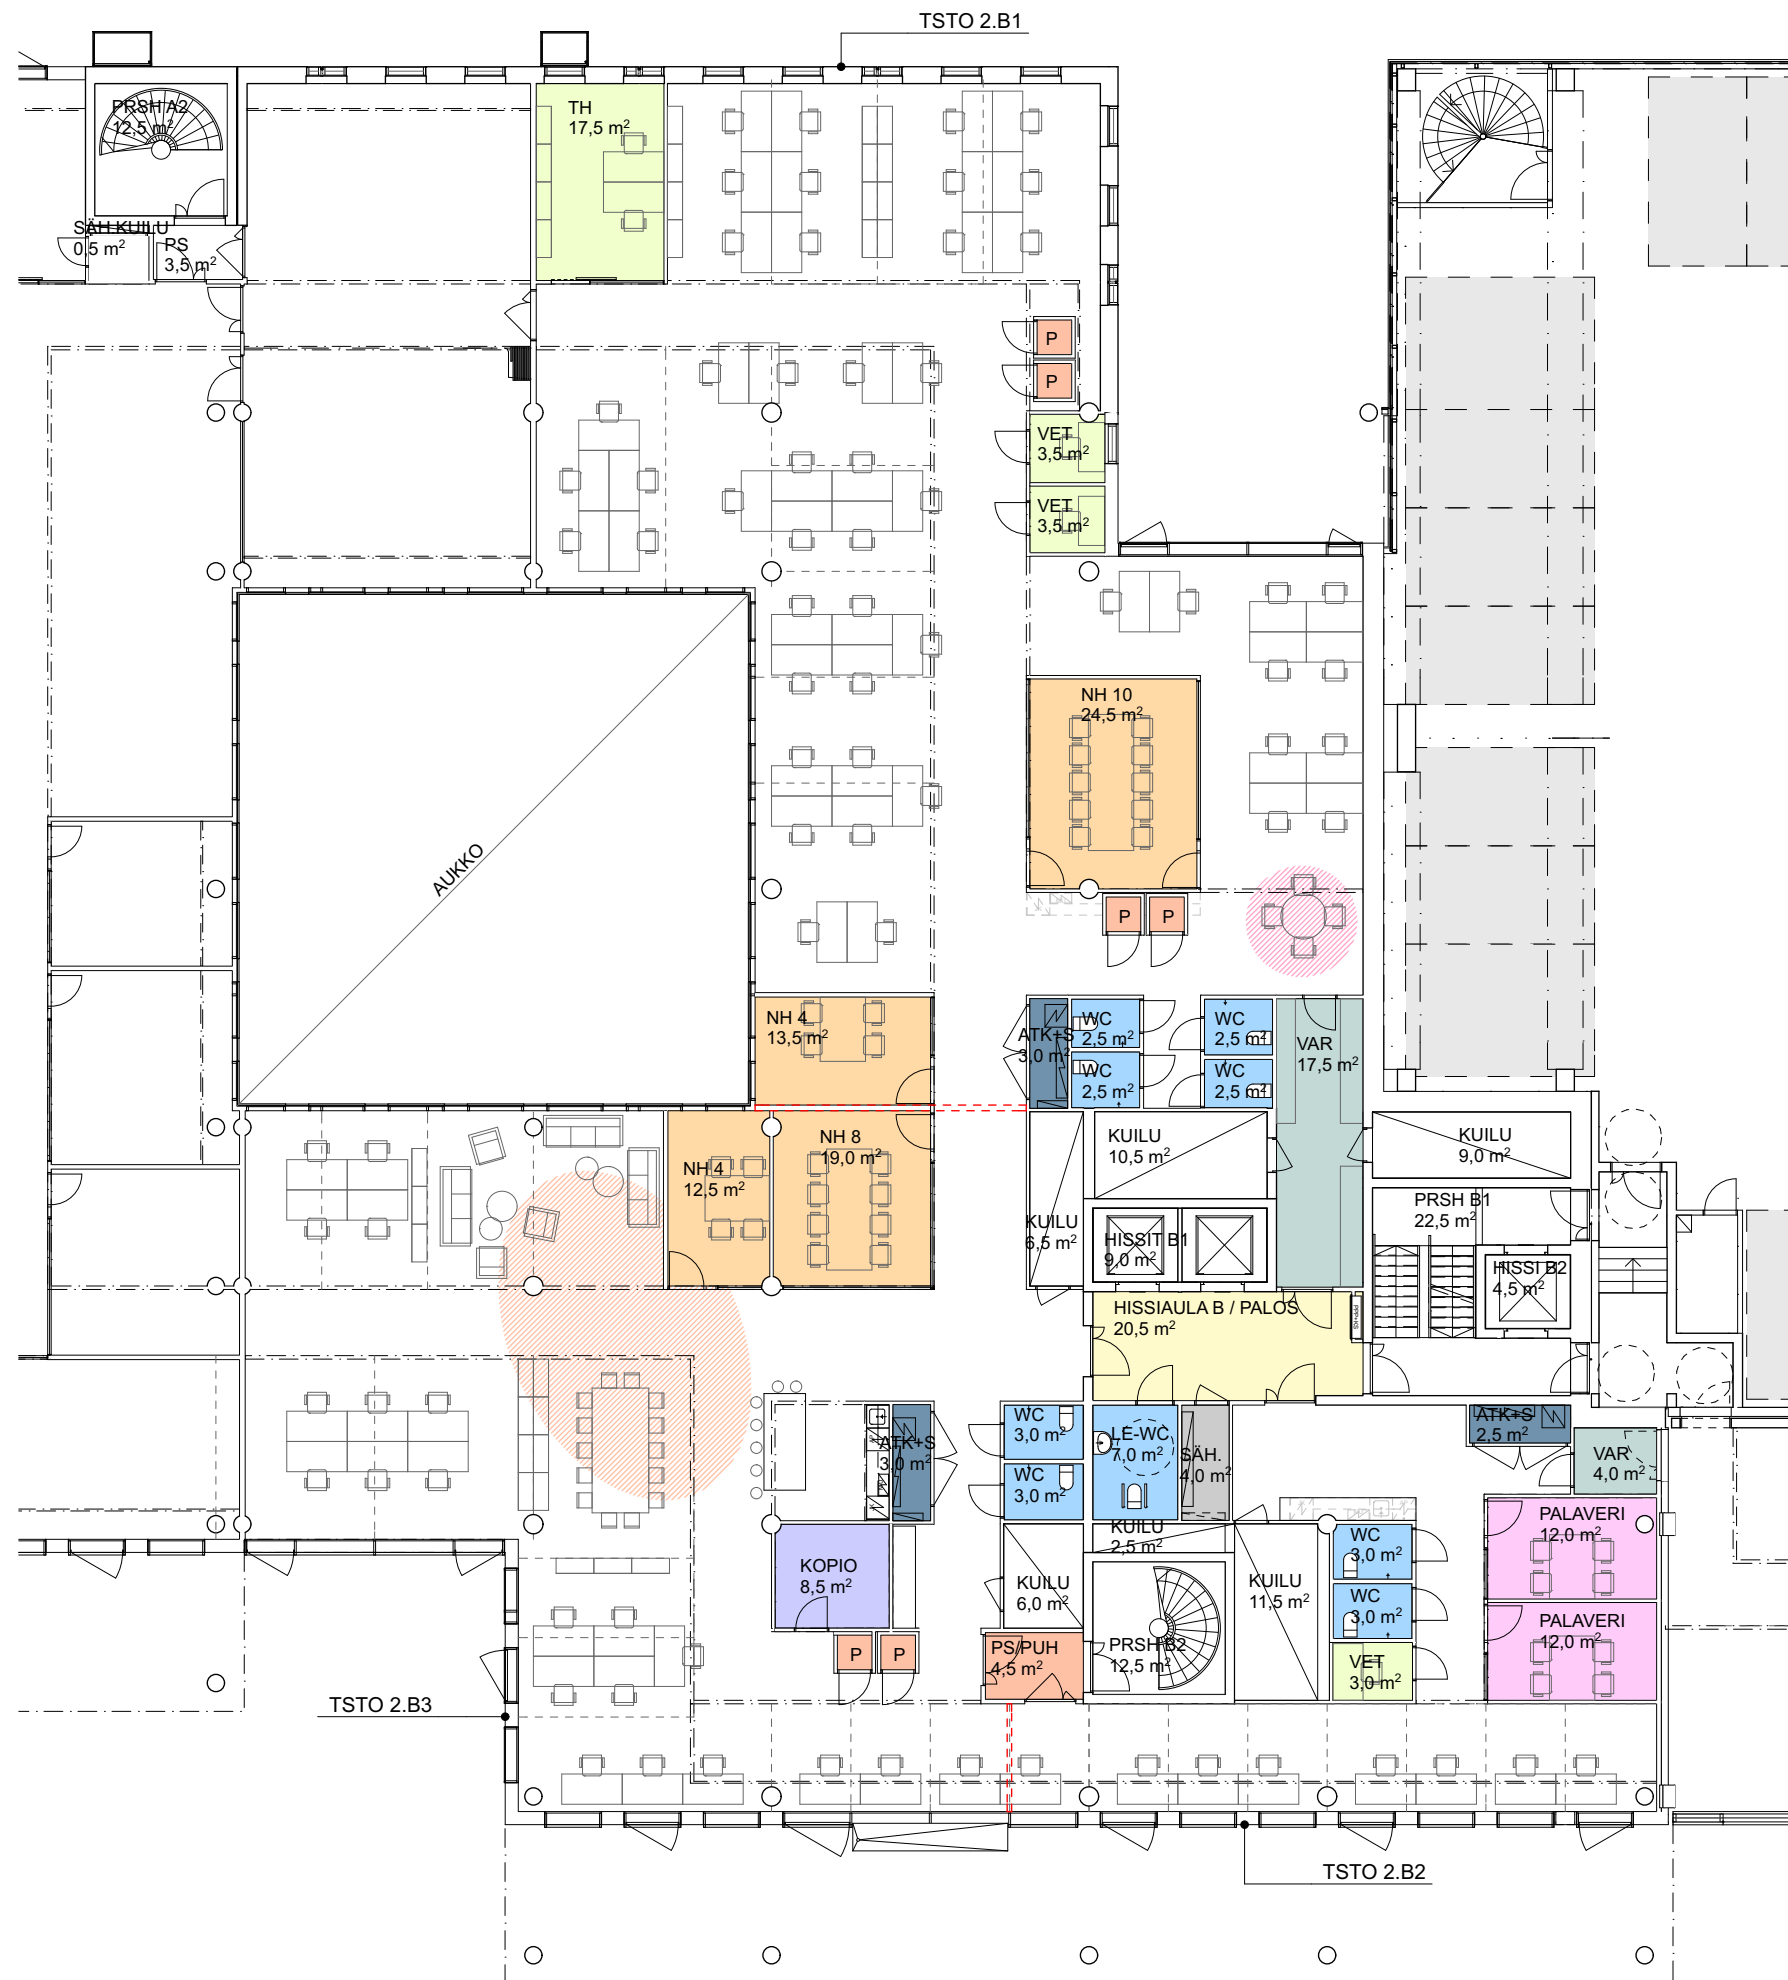 TSTO 2.B1
PRSH A2
12,5 m²
TH
17,5 m²
SÄH.KUILU
0,5 m²
PS
3,5 m²
P
P
VET
3,5 m²
VET
3,5 m²
NH 10
24,5 m²
AUKKO
P
P
NH 4
13,5 m²
ATK+S
3,0 m²
WC
2,5 m²
WC
2,5 m²
WC
2,5 m²
WC
2,5 m²
VAR
17,5 m²
NH 4
12,5 m²
NH 8
19,0 m²
KUILU
10,5 m²
KUILU
9,0 m²
KUILU
6,5 m²
HISSIT B1
9,0 m²
PRSH B1
22,5 m²
HISSI B2
4,5 m²
HISSIAULA B / PALOS
20,5 m²
ATK+S
3,0 m²
WC
3,0 m²
WC
3,0 m²
LE-WC
7,0 m²
SÄH.
4,0 m²
ATK+S
2,5 m²
VAR
4,0 m²
KUILU
2,5 m²
PALAVERI
12,0 m²
KOPIO
8,5 m²
KUILU
6,0 m²
KUILU
11,5 m²
WC
3,0 m²
WC
3,0 m²
PALAVERI
12,0 m²
P
P
PS/PUH
4,5 m²
PRSH B2
12,5 m²
VET
3,0 m²
TSTO 2.B3
TSTO 2.B2